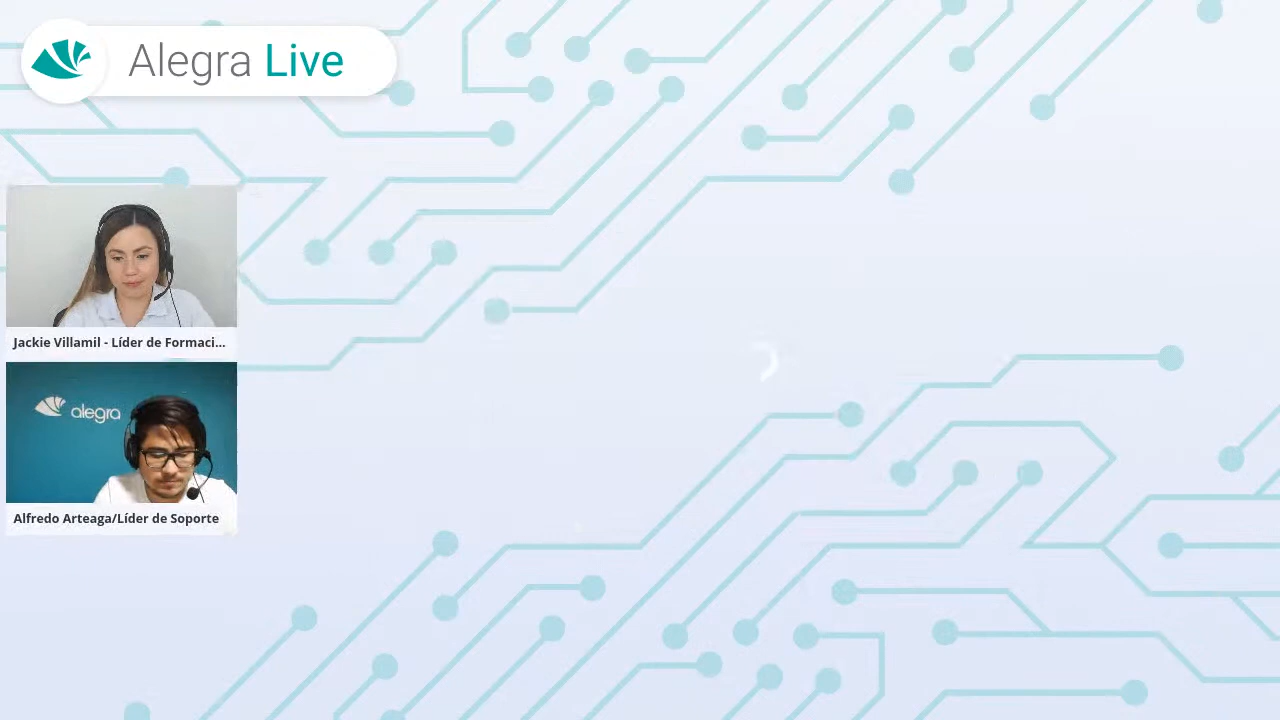 Alegra Live
Jackie Villamil - Líder de Formaci...
alegra
Alfredo Arteaga/Líder de Soporte